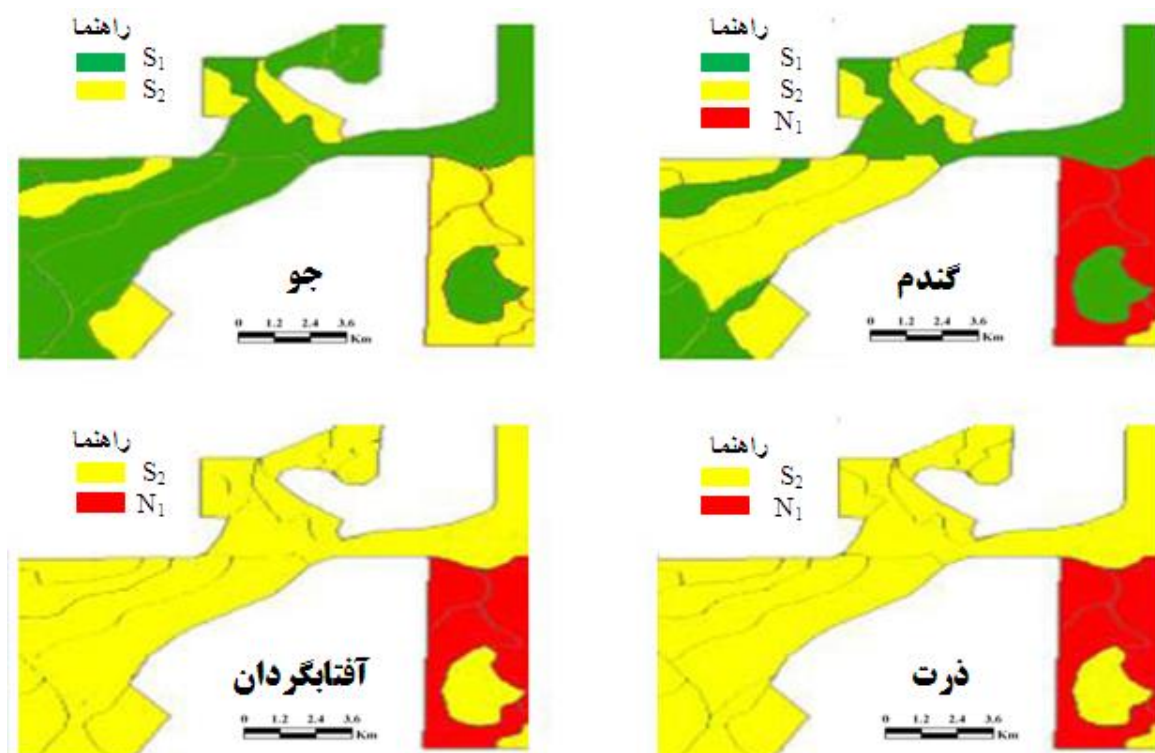 راهنما
S₁
S₂
جو
0 1.2 2.4 3.6
Km
راهنما
S₁
S₂
N₁
گندم
0 1.2 2.4 3.6
Km
راهنما
S₂
N₁
آفتابگردان
0 1.2 2.4 3.6
Km
راهنما
S₂
N₁
ذرت
0 1.2 2.4 3.6
Km